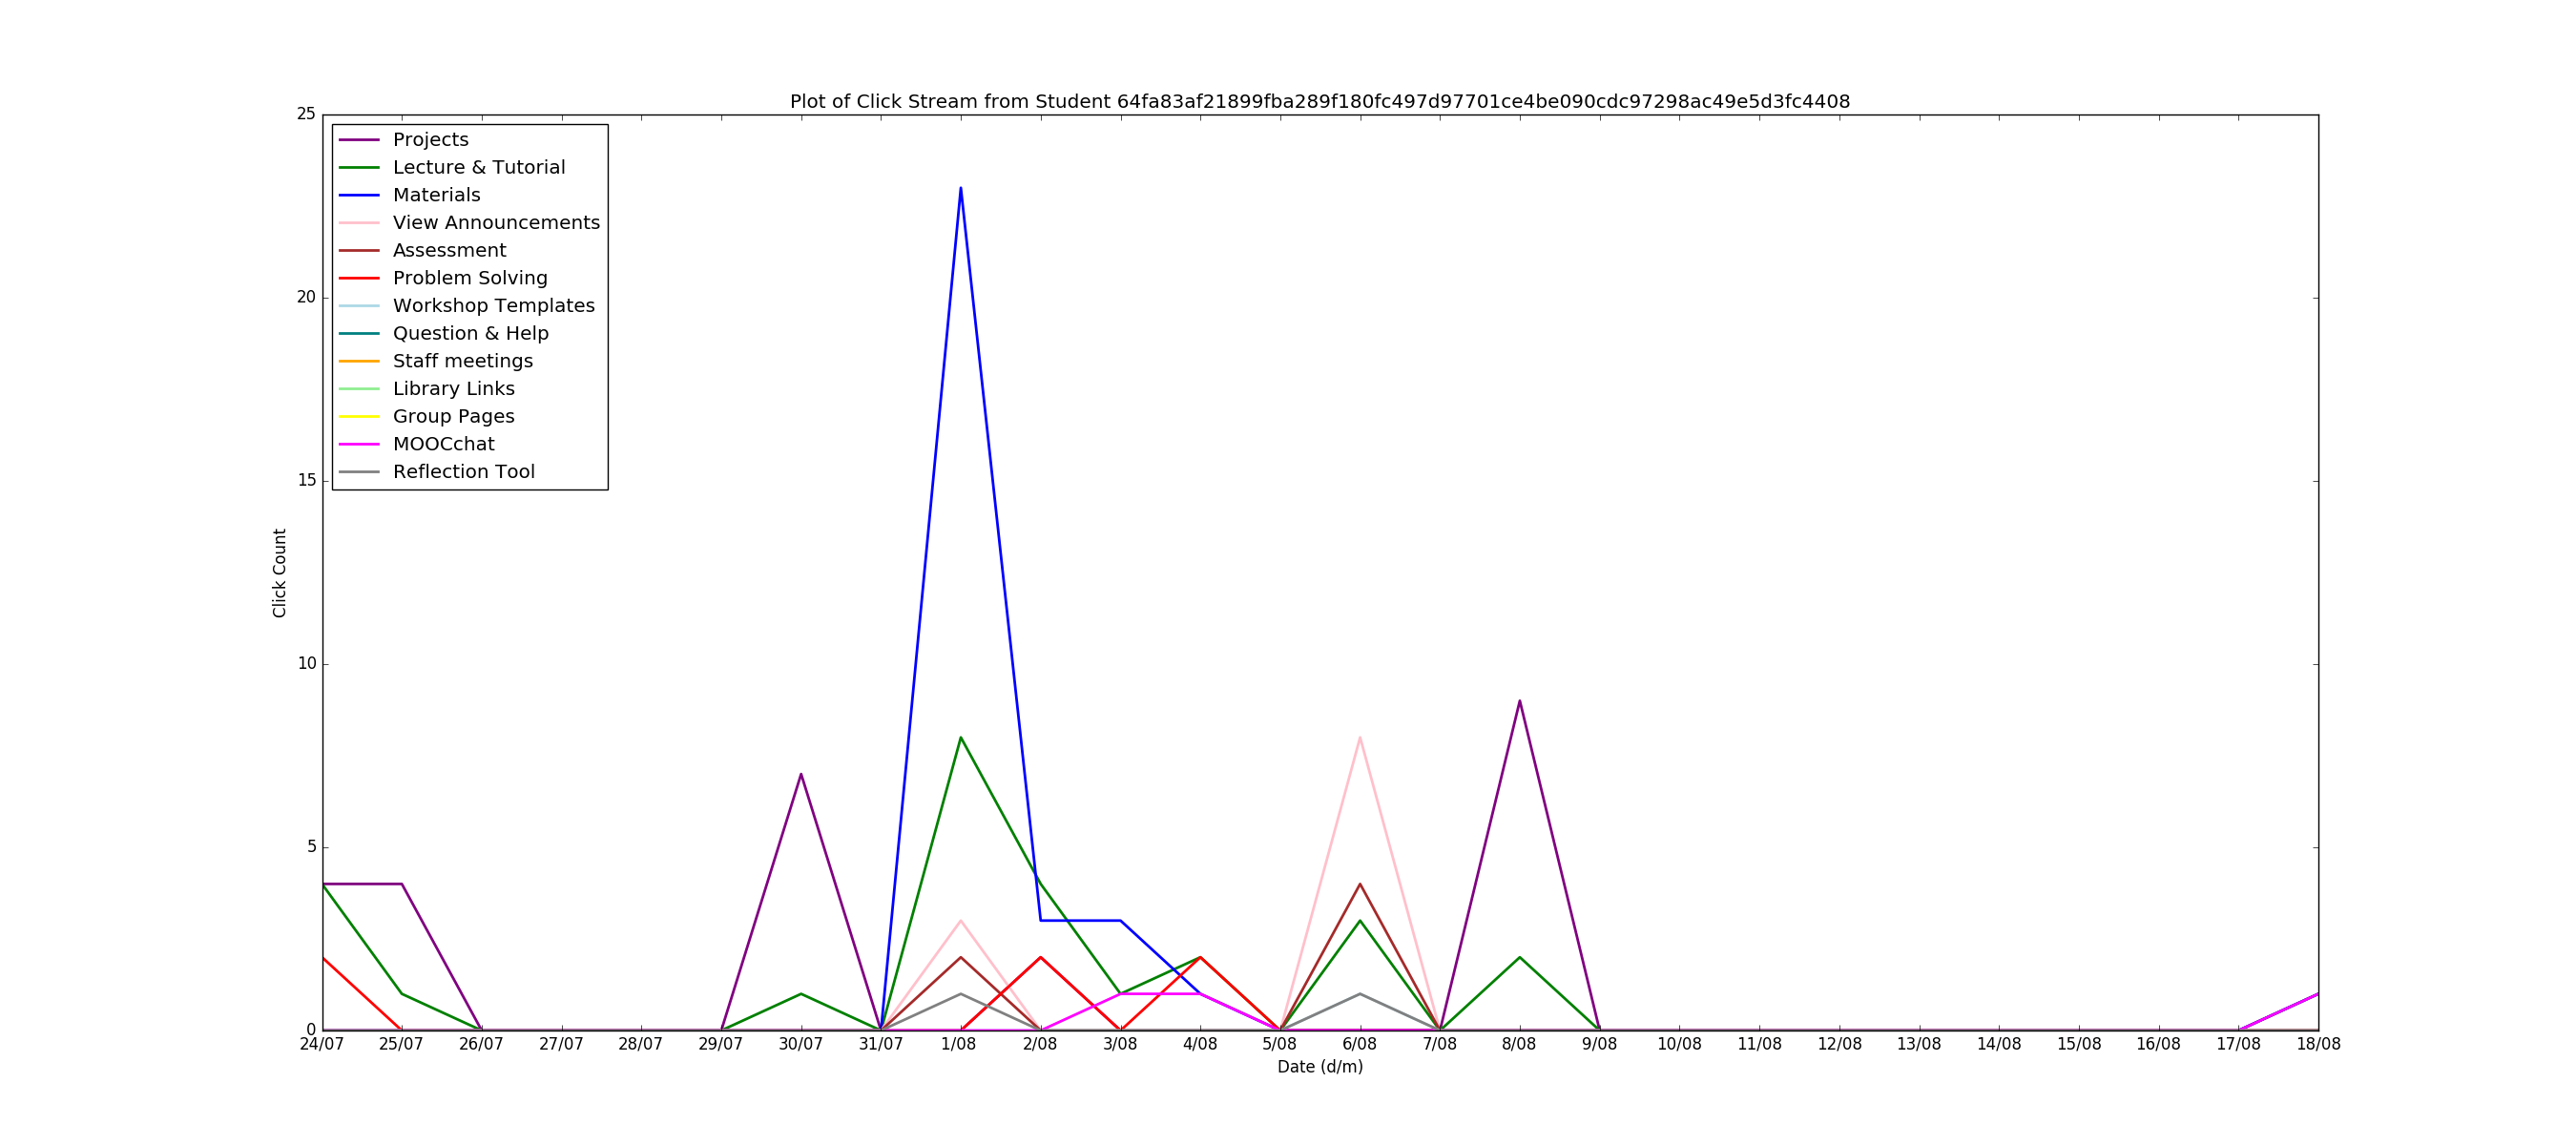 Plot of Click Stream from Student 64fa83af21899fba289f180fc497d97701ce4be090cdc97298ac49e5d3fc4408
25
20
15
10
5
0
Click Count
Projects
Lecture & Tutorial
Materials
View Announcements
Assessment
Problem Solving
Workshop Templates
Question & Help
Staff meetings
Library Links
Group Pages
MOOCchat
Reflection Tool
24/07 25/07 26/07 27/07 28/07 29/07 30/07 31/07 1/08 2/08 3/08 4/08 5/08 6/08 7/08 8/08 9/08 10/08 11/08 12/08 13/08 14/08 15/08 16/08 17/08 18/08
Date (d/m)